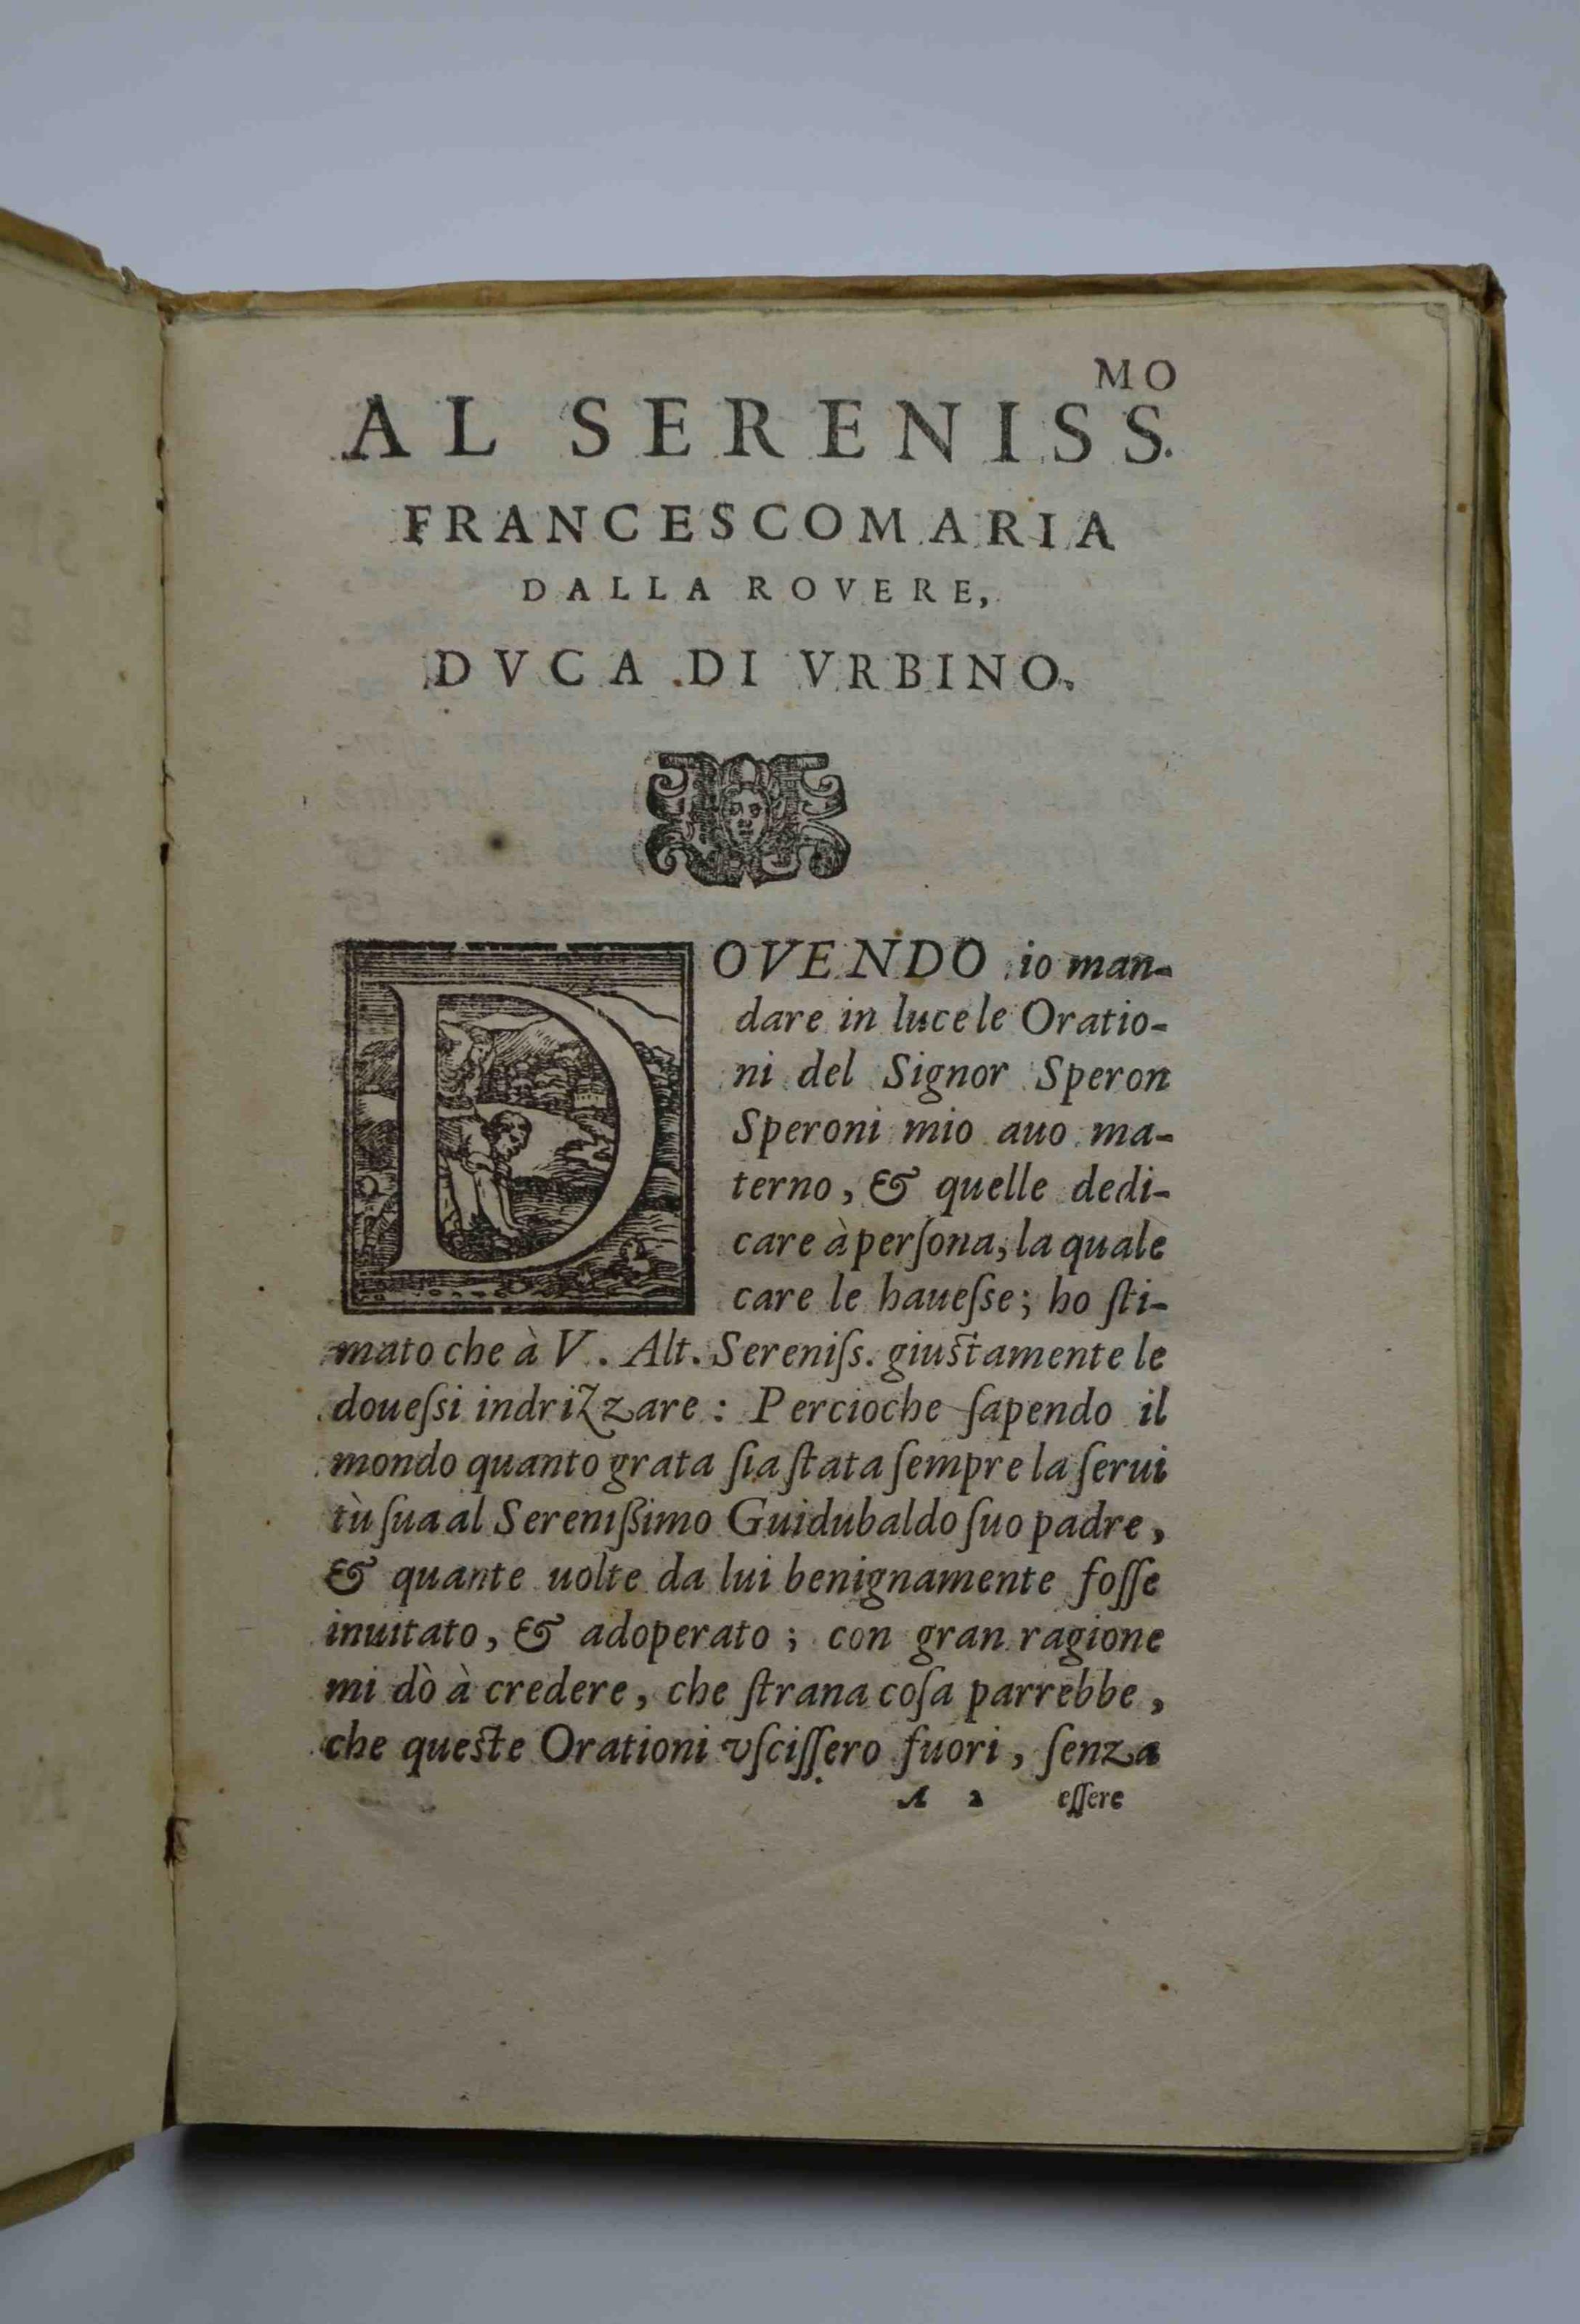 AL SERENISS.MO
FRANCESCOMARIA
DALLA ROVERE,
DVCA DI VRBINO.
DOVENDO io man-
dare in luce le Oratio-
ni del Signor Speron
Speroni mio auo ma-
terno, & quelle dedi-
care à perſona, la quale
care le haueſse; ho ſti-
mato che à V. Alt. Sereniſs. giuſtamente le
doueſsi indrizzare: Percioche ſapendo il
mondo quanto grata ſia ſtata ſempre la ſerui
tù ſua al Sereniſſimo Guidubaldo ſuo padre,
& quante uolte da lui benignamente foſſe
inuitato, & adoperato; con gran ragione
mi dò à credere, che ſtrana coſa parrebbe,
che queſte Orationi vſciſſero fuori, ſenza
A 2 eſſere